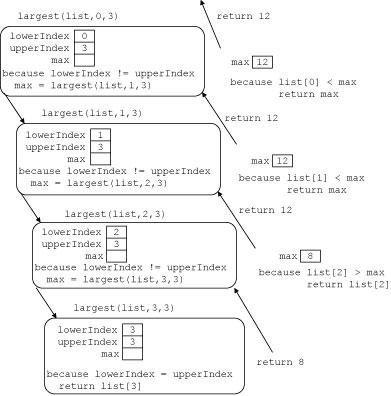 return 12
largest(list,0,3)
lowerIndex 0
upperIndex 3
max
because lowerIndex != upperIndex
max = largest(list,1,3)
max 12
because list[0] < max
return max
return 12
largest(list,1,3)
lowerIndex 1
upperIndex 3
max
because lowerIndex != upperIndex
max = largest(list,2,3)
max 12
because list[1] < max
return max
return 12
largest(list,2,3)
lowerIndex 2
upperIndex 3
max
because lowerIndex != upperIndex
max = largest(list,3,3)
max 8
because list[2] > max
return list[2]
largest(list,3,3)
lowerIndex 3
upperIndex 3
max
because lowerIndex = upperIndex
return list[3]
return 8